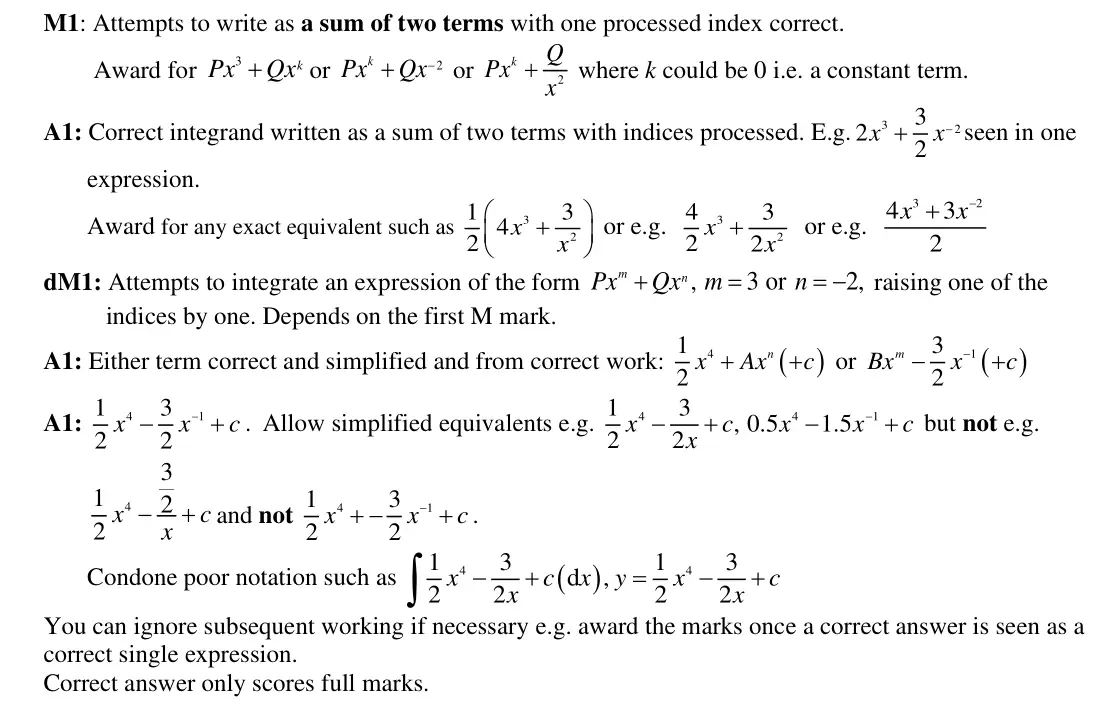 M1: Attempts to write as a sum of two terms with one processed index correct.
Award for Px³ + Qxᵏ or Pxᵏ + Qx⁻² or Pxᵏ + Q/x² where k could be 0 i.e. a constant term.
A1: Correct integrand written as a sum of two terms with indices processed. E.g. 2x³ + 3/2 x⁻² seen in one
expression.
Award for any exact equivalent such as 1/2(4x³ + 3/x²) or e.g. 4/2 x³ + 3/(2x²) or e.g. (4x³ + 3x⁻²)/2
dM1: Attempts to integrate an expression of the form Pxᵐ + Qxⁿ, m = 3 or n = −2, raising one of the
indices by one. Depends on the first M mark.
A1: Either term correct and simplified and from correct work: 1/2 x⁴ + Axⁿ (+c) or Bxᵐ − 3/2 x⁻¹ (+c)
A1: 1/2 x⁴ − 3/2 x⁻¹ + c. Allow simplified equivalents e.g. 1/2 x⁴ − 3/(2x) + c, 0.5x⁴ − 1.5x⁻¹ + c but not e.g.
1/2 x⁴ − (3/2)/x + c and not 1/2 x⁴ + − 3/2 x⁻¹ + c.
Condone poor notation such as ∫ 1/2 x⁴ − 3/(2x) + c (dx), y = 1/2 x⁴ − 3/(2x) + c
You can ignore subsequent working if necessary e.g. award the marks once a correct answer is seen as a
correct single expression.
Correct answer only scores full marks.